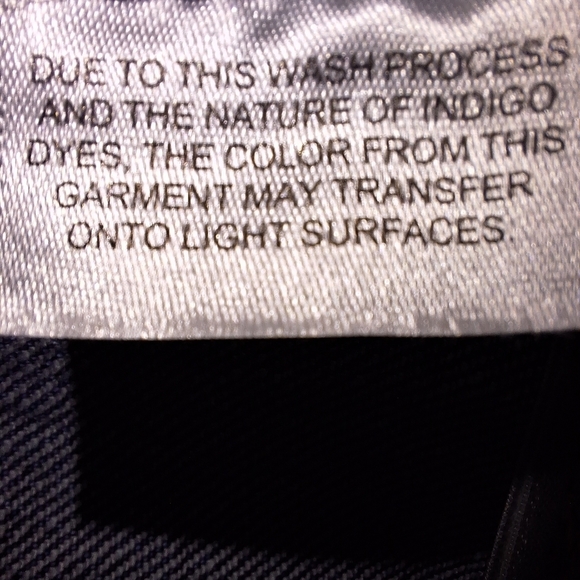 DUE TO THIS WASH PROCESS
AND THE NATURE OF INDIGO
DYES, THE COLOR FROM THIS
GARMENT MAY TRANSFER
ONTO LIGHT SURFACES.